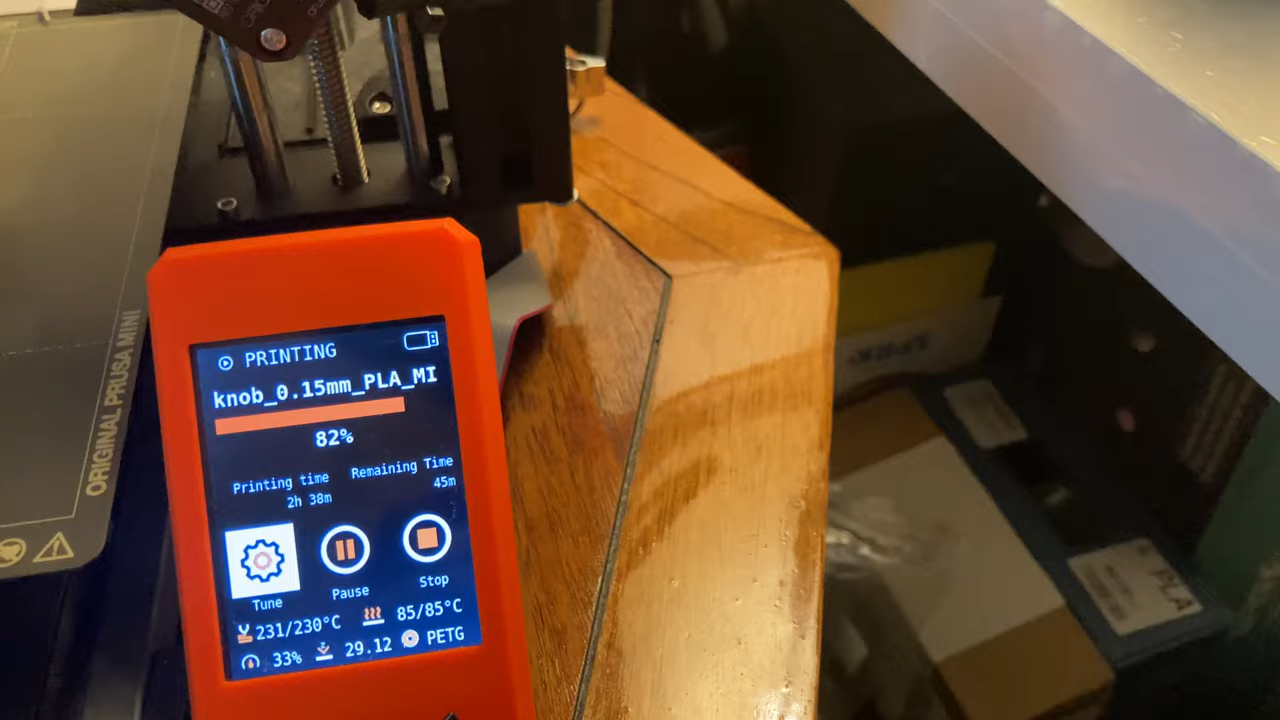 PRINTING
knob_0.15mm_PLA_MI
82%
Printing time
2h 38m
Remaining Time
45m
Tune
Pause
Stop
231/230°C
85/85°C
33%
29.12
PETG
ORIGINAL PRUSA MINI
PLA